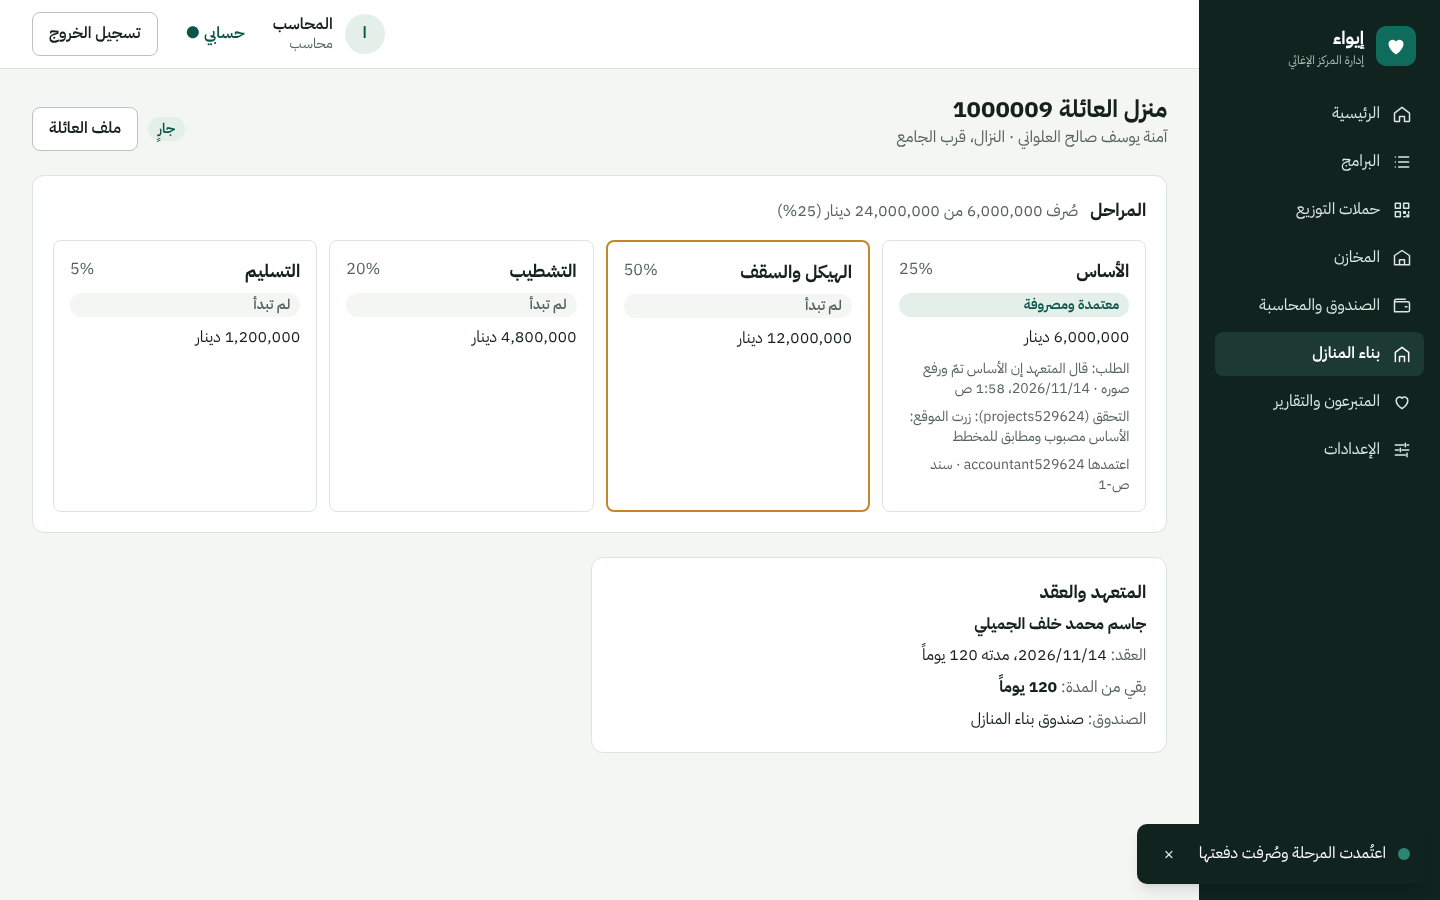 إيواء
إدارة المركز الإغاثي
الرئيسية
البرامج
حملات التوزيع
المخازن
الصندوق والمحاسبة
بناء المنازل
المتبرعون والتقارير
الإعدادات
ا
المحاسب
محاسب
حسابي
تسجيل الخروج
منزل العائلة 1000009
آمنة يوسف صالح العلواني · النزال، قرب الجامع
جارٍ
ملف العائلة
المراحل
صُرف 6,000,000 من 24,000,000 دينار (25%)
الأساس
25%
معتمدة ومصروفة
6,000,000 دينار
الطلب: قال المتعهد إن الأساس تمّ ورفع
صوره · 2026/11/14، 1:58 ص
التحقق (projects529624): زرت الموقع:
الأساس مصبوب ومطابق للمخطط
اعتمدها accountant529624 · سند
ص-1
الهيكل والسقف
50%
لم تبدأ
12,000,000 دينار
التشطيب
20%
لم تبدأ
4,800,000 دينار
التسليم
5%
لم تبدأ
1,200,000 دينار
المتعهد والعقد
جاسم محمد خلف الجميلي
العقد: 2026/11/14، مدته 120 يوماً
بقي من المدة: 120 يوماً
الصندوق: صندوق بناء المنازل
اعتُمدت المرحلة وصُرفت دفعتها
×